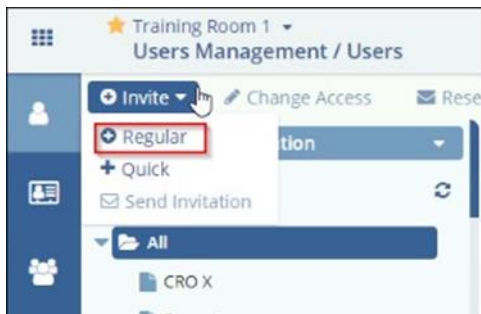 Training Room 1
Users Management / Users
Invite Change Access Rese
Regular
tion
Quick
Send Invitation
All
CRO X